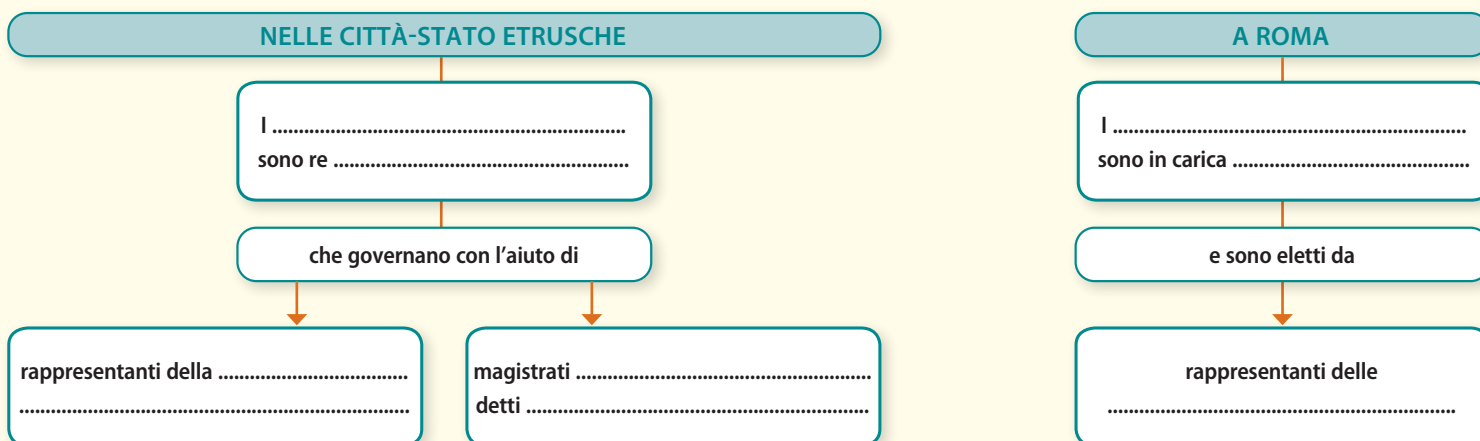 NELLE CITTÀ-STATO ETRUSCHE
I ....................................................................
sono re .........................................................
che governano con l'aiuto di
rappresentanti della .....................................
...........................................................................
magistrati .........................................................
detti ..................................................................
A ROMA
I ....................................................................
sono in carica ..............................................
e sono eletti da
rappresentanti delle
...................................................................